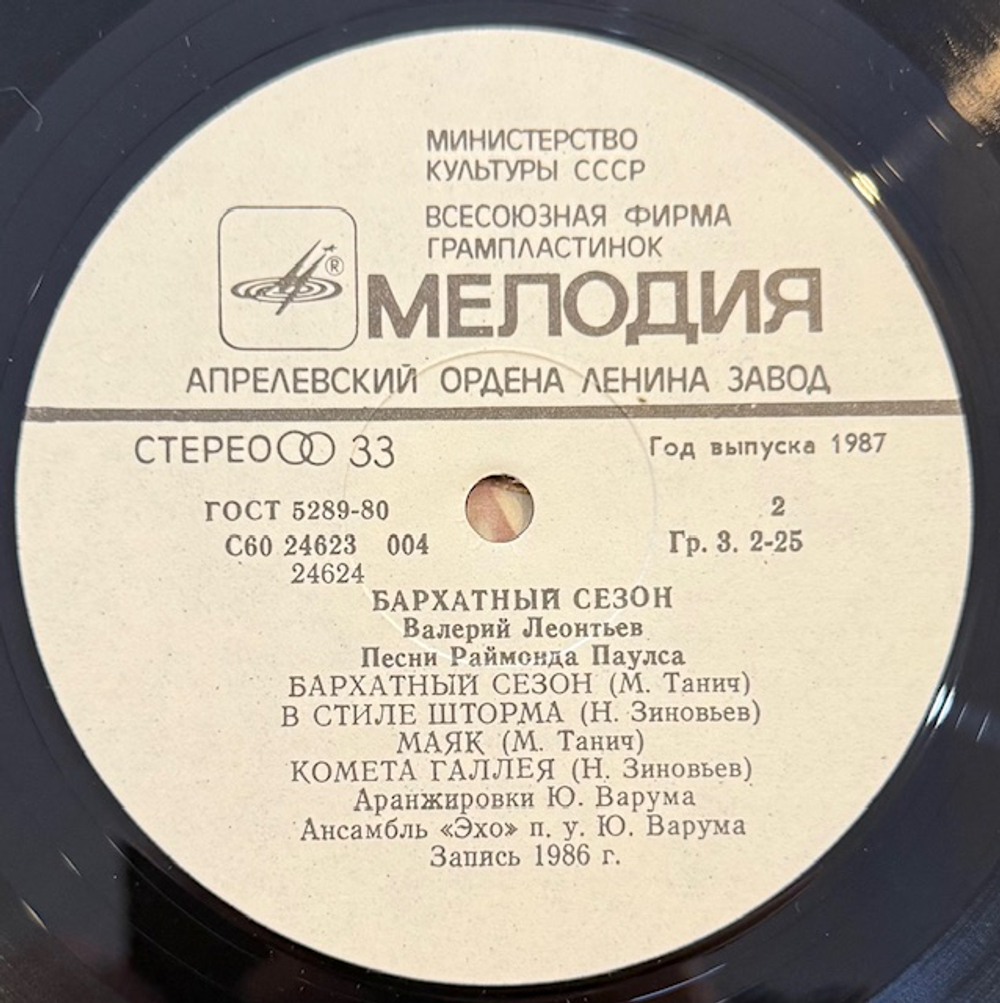 МИНИСТЕРСТВО
КУЛЬТУРЫ СССР
ВСЕСОЮЗНАЯ ФИРМА
ГРАМПЛАСТИНОК
®
МЕЛОДИЯ
АПРЕЛЕВСКИЙ ОРДЕНА ЛЕНИНА ЗАВОД
СТЕРЕО 33
Год выпуска 1987
ГОСТ 5289-80
2
С60 24623 004
Гр. 3. 2-25
24624
БАРХАТНЫЙ СЕЗОН
Валерий Леонтьев
Песни Раймонда Паулса
БАРХАТНЫЙ СЕЗОН (М. Танич)
В СТИЛЕ ШТОРМА (Н. Зиновьев)
МАЯК (М. Танич)
КОМЕТА ГАЛЛЕЯ (Н. Зиновьев)
Аранжировки Ю. Варума
Ансамбль «Эхо» п. у. Ю. Варума
Запись 1986 г.